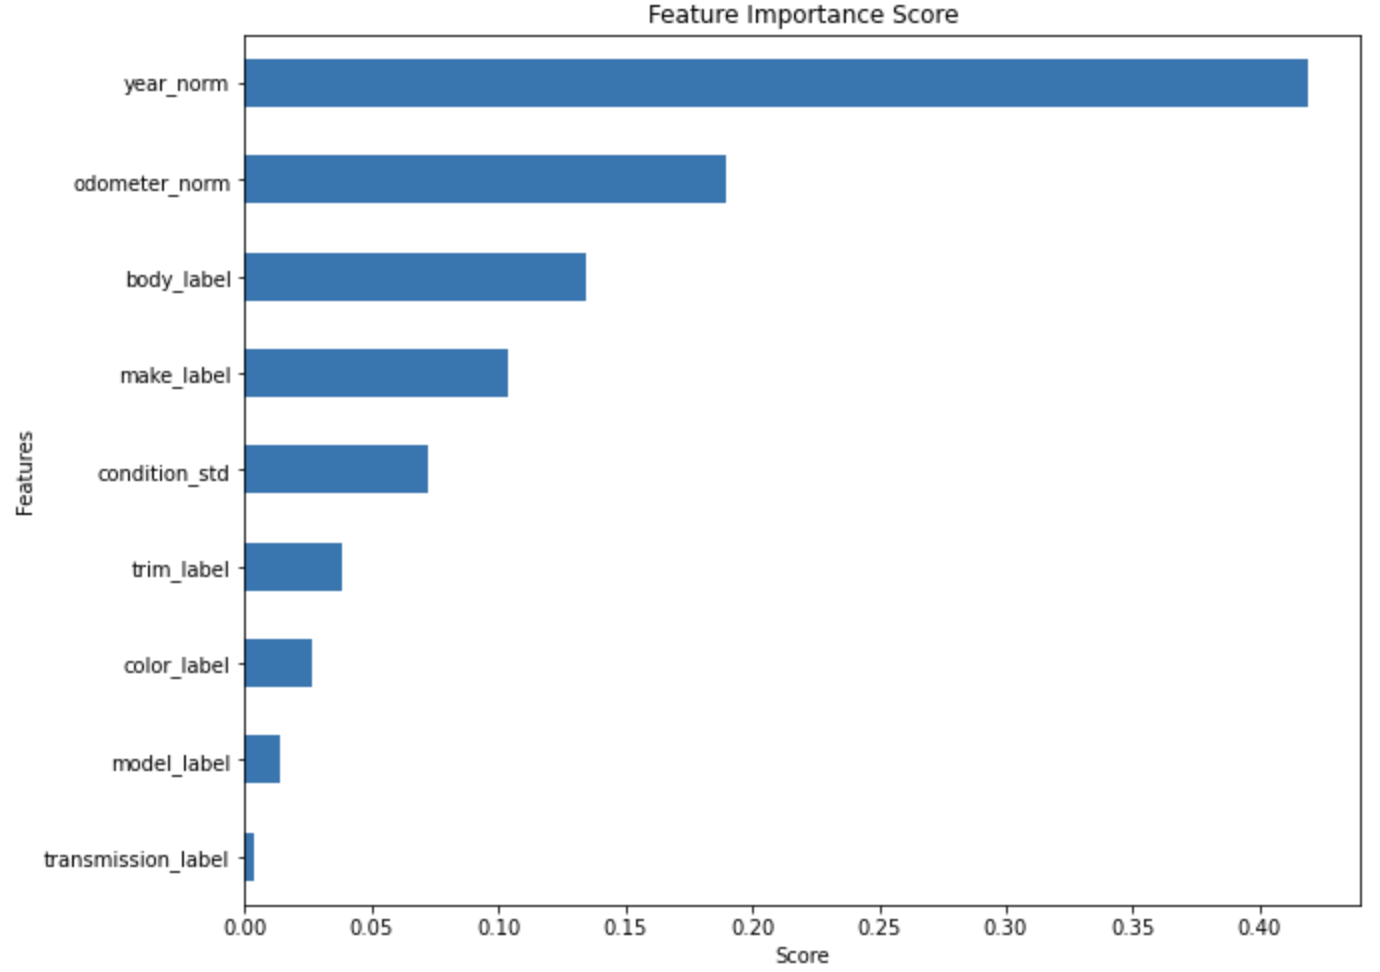 Feature Importance Score
year_norm
odometer_norm
body_label
make_label
condition_std
trim_label
color_label
model_label
transmission_label
Features
0.00 0.05 0.10 0.15 0.20 0.25 0.30 0.35 0.40
Score